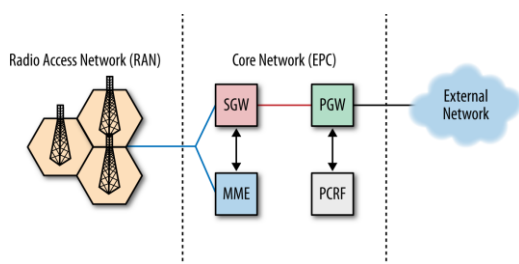 Radio Access Network (RAN)
Core Network (EPC)
SGW
PGW
External
Network
MME
PCRF